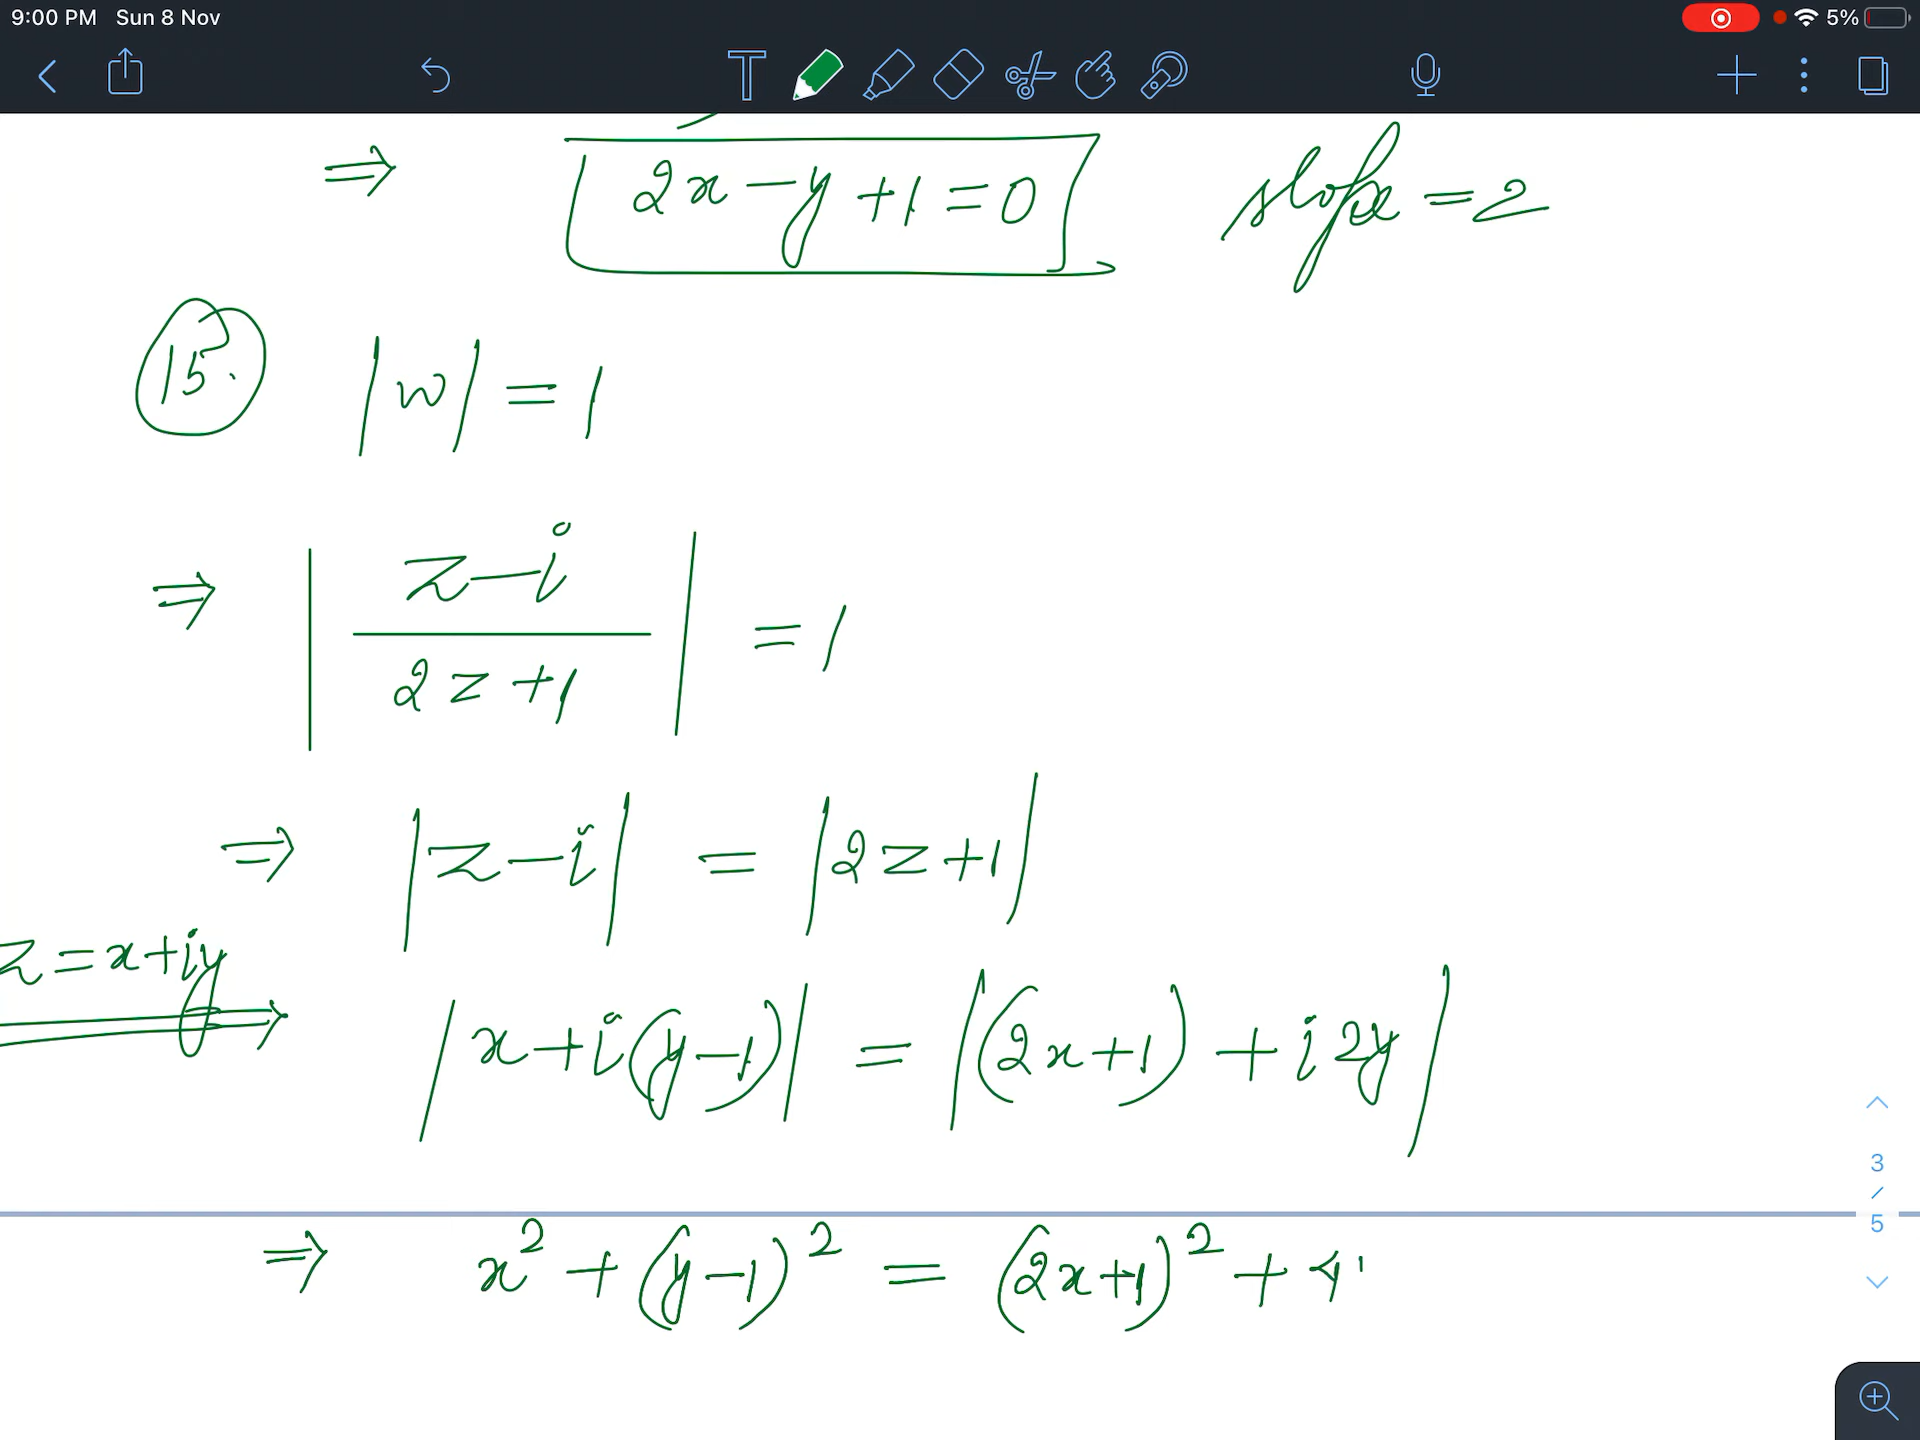 9:00 PM Sun 8 Nov 5%
⇒ 2x - y + 1 = 0 slope = 2
15. |w| = 1
⇒ | (z - i) / (2z + 1) | = 1
⇒ |z - i| = |2z + 1|
z = x + iy ⇒ |x + i(y - 1)| = |(2x + 1) + i2y|
3 / 5
⇒ x² + (y - 1)² = (2x + 1)² + 4